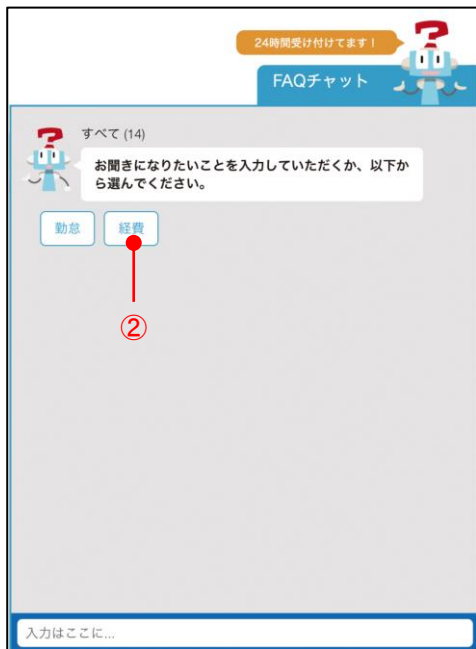 24時間受け付けてます！
FAQチャット
すべて (14)
お聞きになりたいことを入力していただくか、以下か
ら選んでください。
勤怠
経費
②
入力はここに...